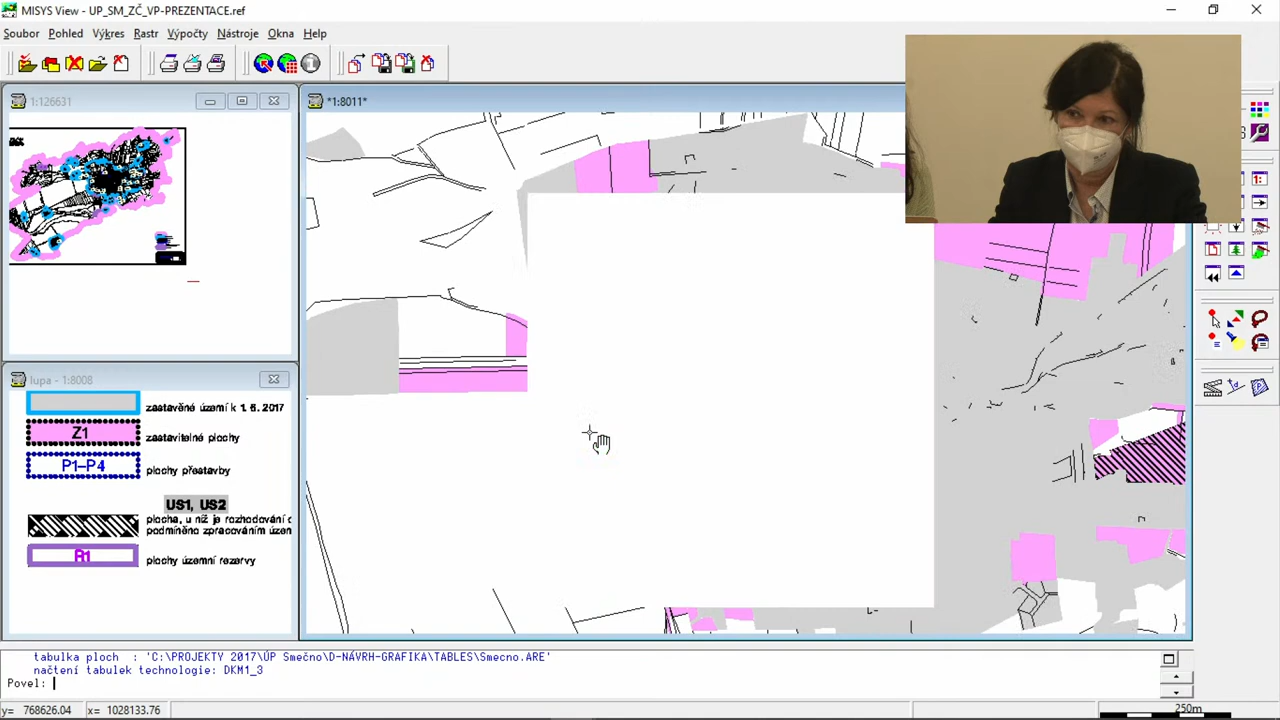 MISYS View - UP_SM_ZČ_VP-PREZENTACE.ref
Soubor Pohled Výkres Rastr Výpočty Nástroje Okna Help
1:126631
*1:8011*
1:
lupa - 1:8008
zastavěné území k 1. 5. 2017
Z1
zastavitelné plochy
P1–P4
plochy přestavby
US1, US2
plocha, u níž je rozhodování o
podmíněno zpracováním územ
R1
plochy územní rezervy
tabulka ploch : 'C:\PROJEKTY 2017\ÚP Smečno\D-NÁVRH-GRAFIKA\TABLES\Smecno.ARE'
načtení tabulek technologie: DKM1_3
Povel:
y= 768626.04 x= 1028133.76
250m